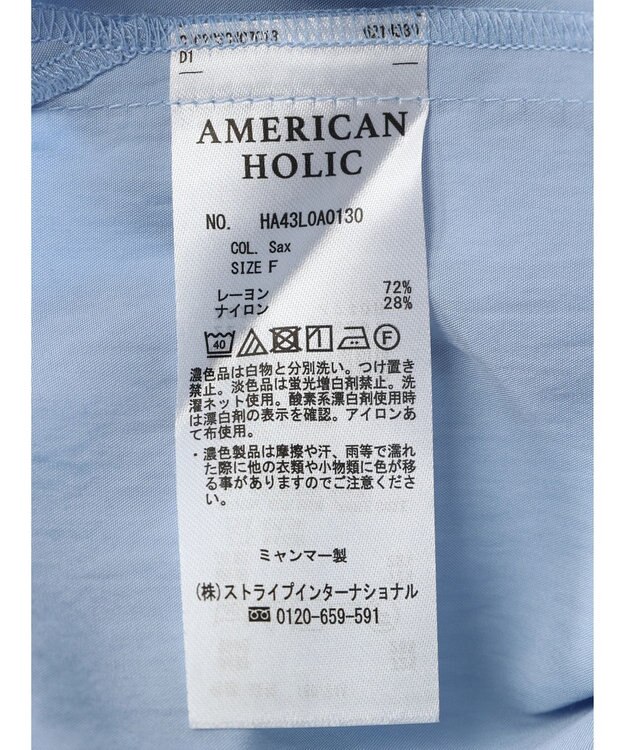 D1
AMERICAN
HOLIC
NO. HA43L0A0130
COL. Sax
SIZE F
レーヨン 72%
ナイロン 28%
40
濃色品は白物と分別洗い。つけ置き
禁止。淡色品は蛍光増白剤禁止。洗
濯ネット使用。酸素系漂白剤使用時
は漂白剤の表示を確認。アイロンあ
て布使用。
・濃色製品は摩擦や汗、雨等で濡れ
た際に他の衣類や小物類に色が移
る事がありますのでご注意くださ
い。
ミャンマー製
(株)ストライプインターナショナル
0120-659-591